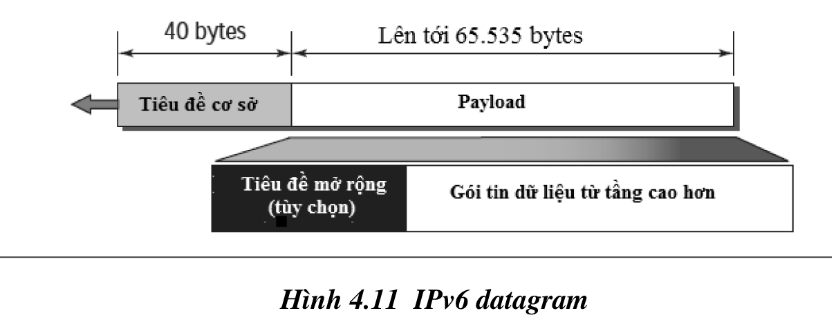 40 bytes
Lên tới 65.535 bytes
Tiêu đề cơ sở
Payload
Tiêu đề mở rộng
(tùy chọn)
Gói tin dữ liệu từ tầng cao hơn
Hình 4.11 IPv6 datagram